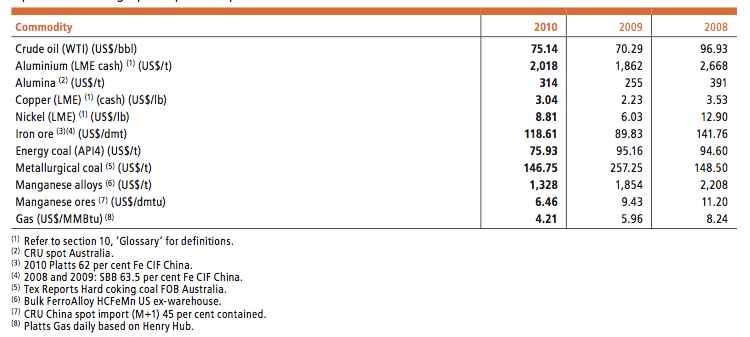 Commodity 2010 2009 2008
Crude oil (WTI) (US$/bbl) 75.14 70.29 96.93
Aluminium (LME cash) (1) (US$/t) 2,018 1,862 2,668
Alumina (2) (US$/t) 314 255 391
Copper (LME) (1) (cash) (US$/lb) 3.04 2.23 3.53
Nickel (LME) (1) (US$/lb) 8.81 6.03 12.90
Iron ore (3)(4) (US$/dmt) 118.61 89.83 141.76
Energy coal (API4) (US$/t) 75.93 95.16 94.60
Metallurgical coal (5) (US$/t) 146.75 257.25 148.50
Manganese alloys (6) (US$/t) 1,328 1,854 2,208
Manganese ores (7) (US$/dmtu) 6.46 9.43 11.20
Gas (US$/MMBtu) (8) 4.21 5.96 8.24
(1) Refer to section 10, ‘Glossary’ for definitions.
(2) CRU spot Australia.
(3) 2010 Platts 62 per cent Fe CIF China.
(4) 2008 and 2009: SBB 63.5 per cent Fe CIF China.
(5) Tex Reports Hard coking coal FOB Australia.
(6) Bulk FerroAlloy HCFeMn US ex-warehouse.
(7) CRU China spot import (M+1) 45 per cent contained.
(8) Platts Gas daily based on Henry Hub.